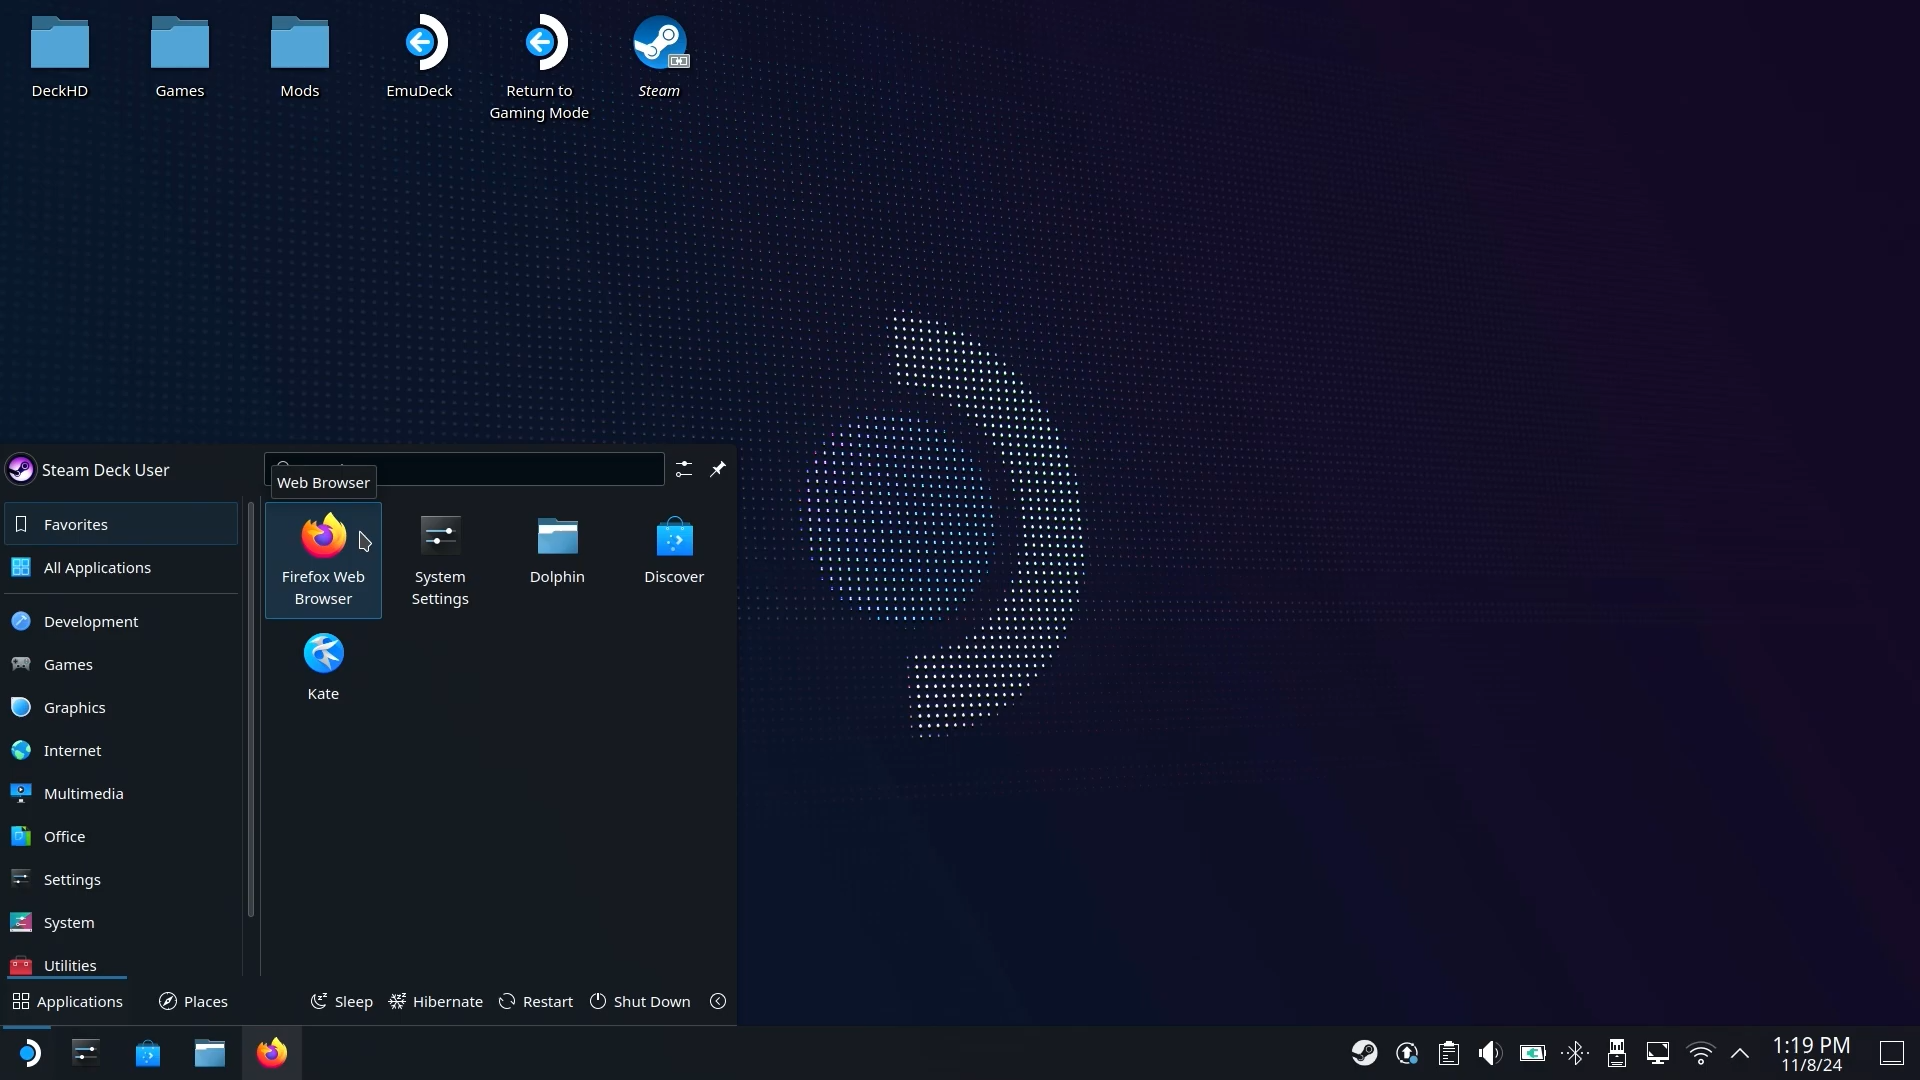 DeckHD
Games
Mods
EmuDeck
Return to
Gaming Mode
Steam
Steam Deck User
Web Browser
Favorites
All Applications
Development
Games
Graphics
Internet
Multimedia
Office
Settings
System
Utilities
Firefox Web
Browser
System
Settings
Dolphin
Discover
Kate
Applications
Places
Sleep
Hibernate
Restart
Shut Down
1:19 PM
11/8/24